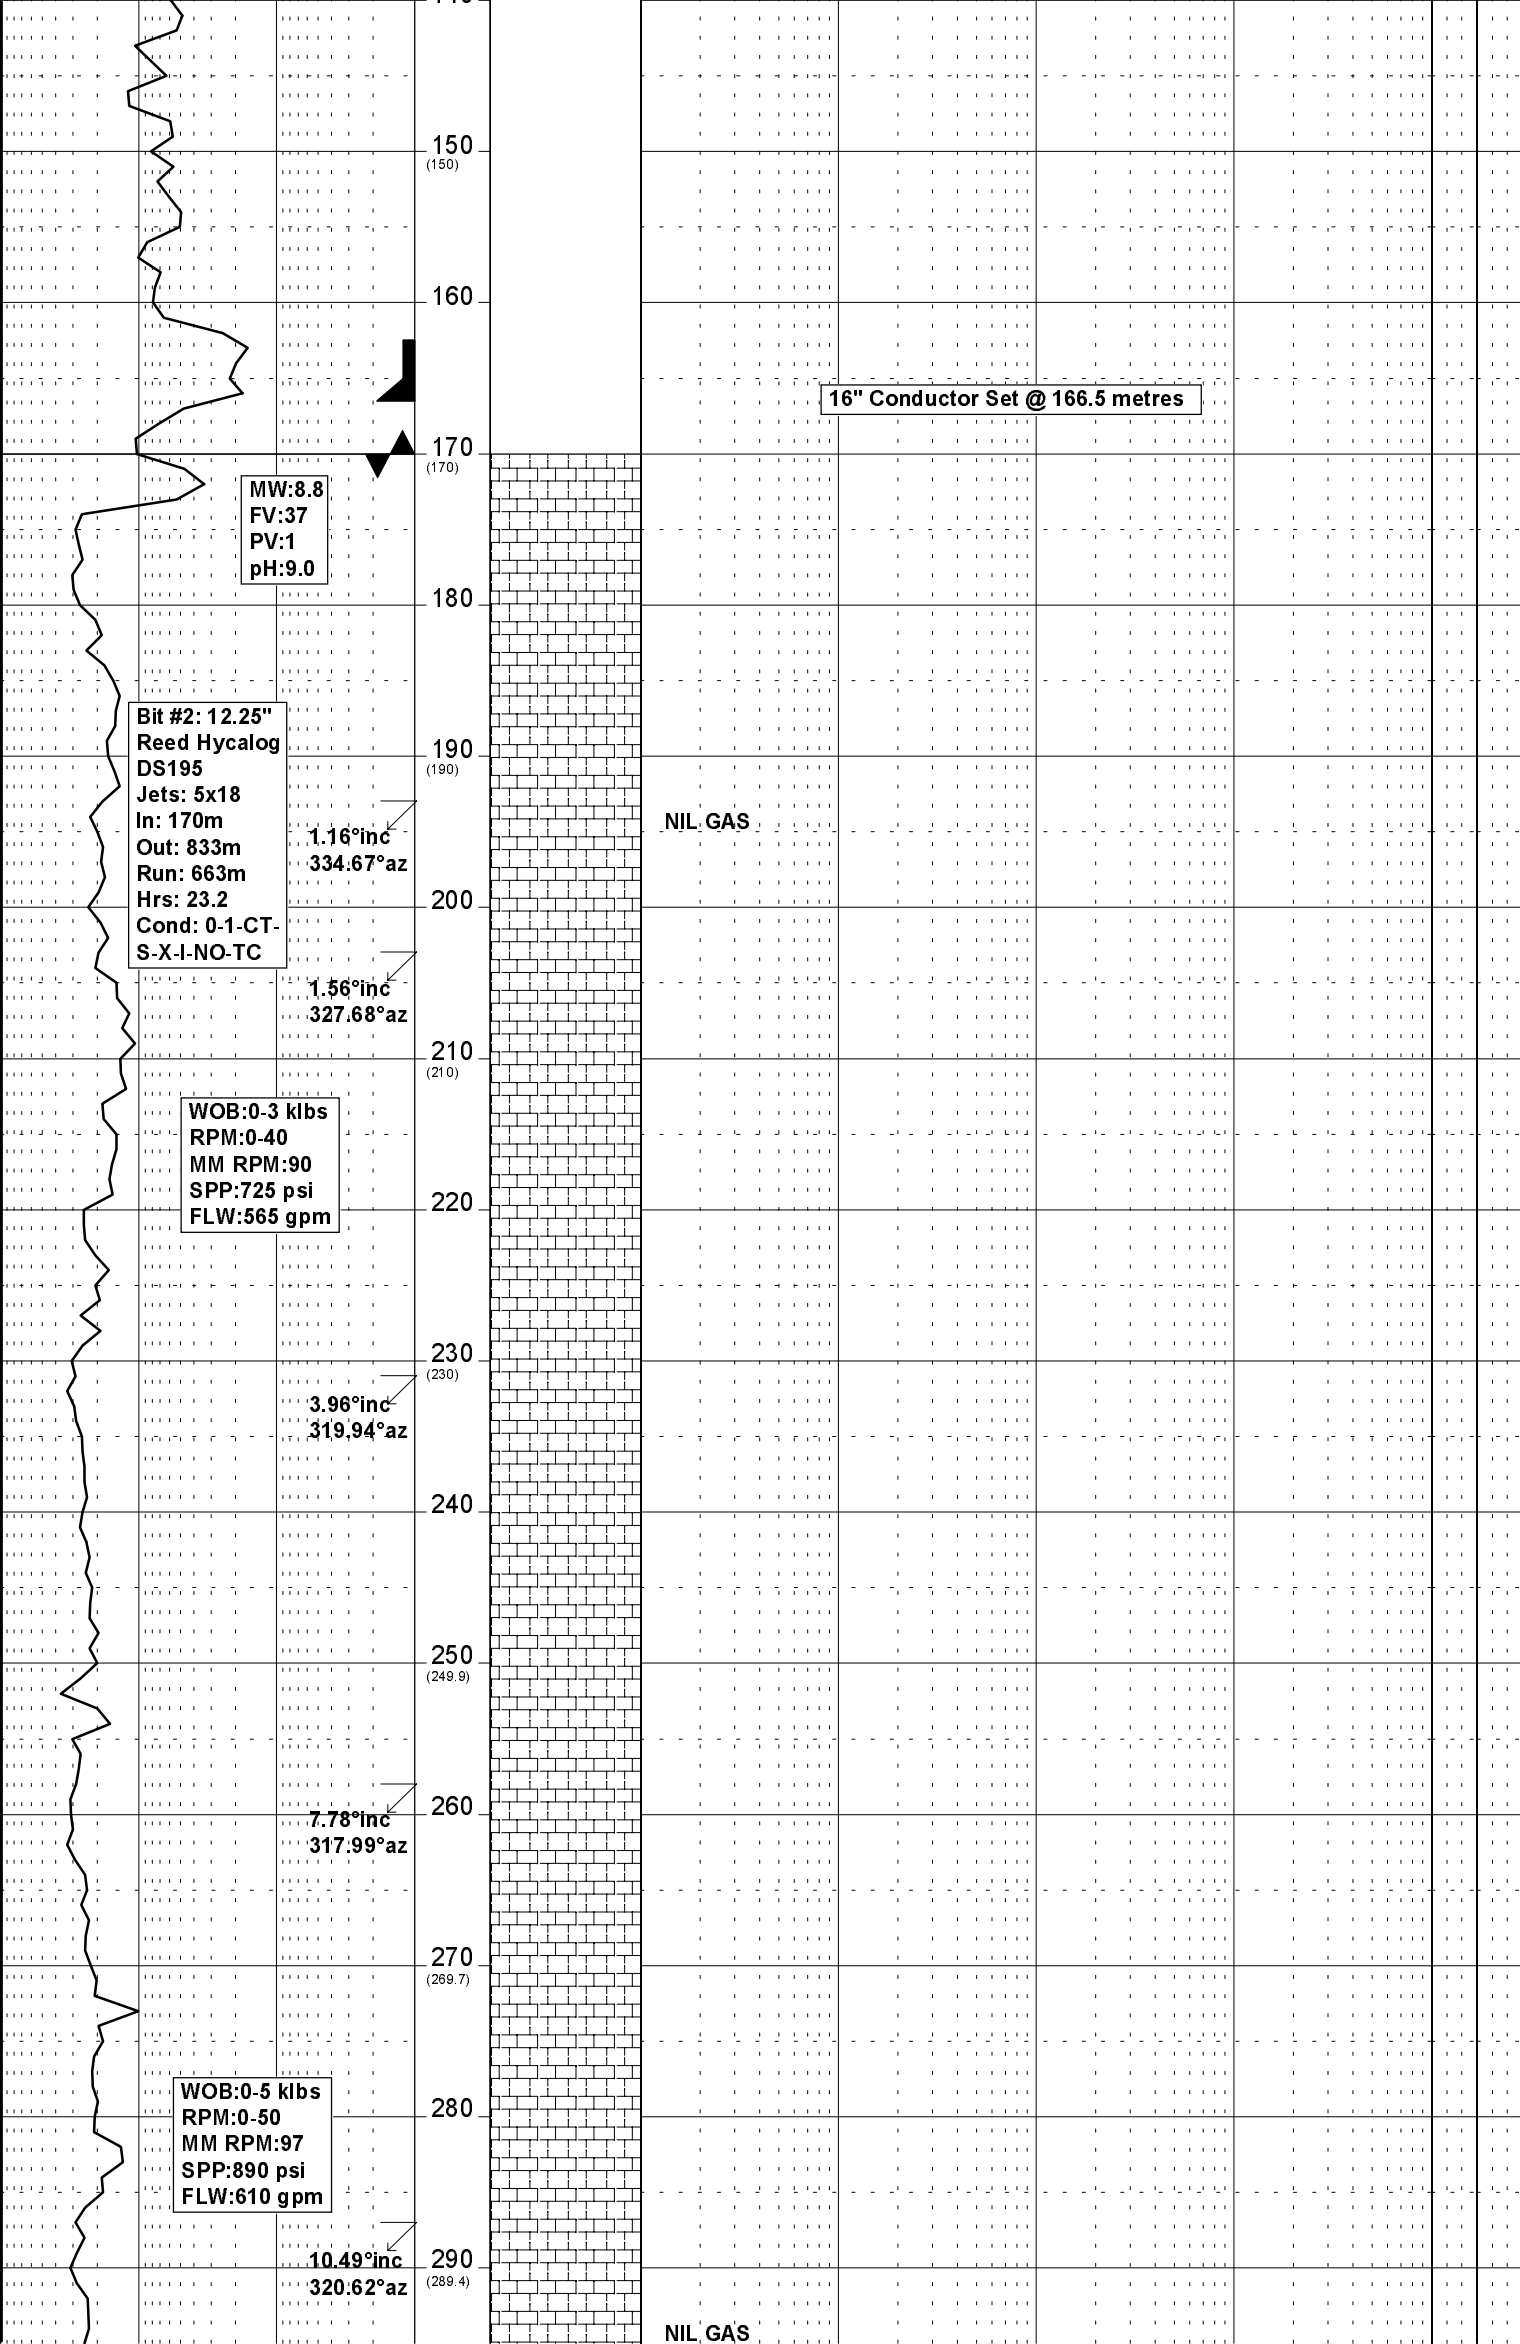 150
(150)
160
16" Conductor Set @ 166.5 metres
170
(170)
MW:8.8
FV:37
PV:1
pH:9.0
180
Bit #2: 12.25"
Reed Hycalog
DS195
Jets: 5x18
In: 170m
Out: 833m
Run: 663m
Hrs: 23.2
Cond: 0-1-CT-
S-X-I-NO-TC
190
(190)
NIL GAS
1.16°inc
334.67°az
200
1.56°inc
327.68°az
210
(210)
WOB:0-3 klbs
RPM:0-40
MM RPM:90
SPP:725 psi
FLW:565 gpm
220
230
(230)
3.96°inc
319.94°az
240
250
(249.9)
260
7.78°inc
317.99°az
270
(269.7)
WOB:0-5 klbs
RPM:0-50
MM RPM:97
SPP:890 psi
FLW:610 gpm
280
290
(289.4)
10.49°inc
320.62°az
NIL GAS